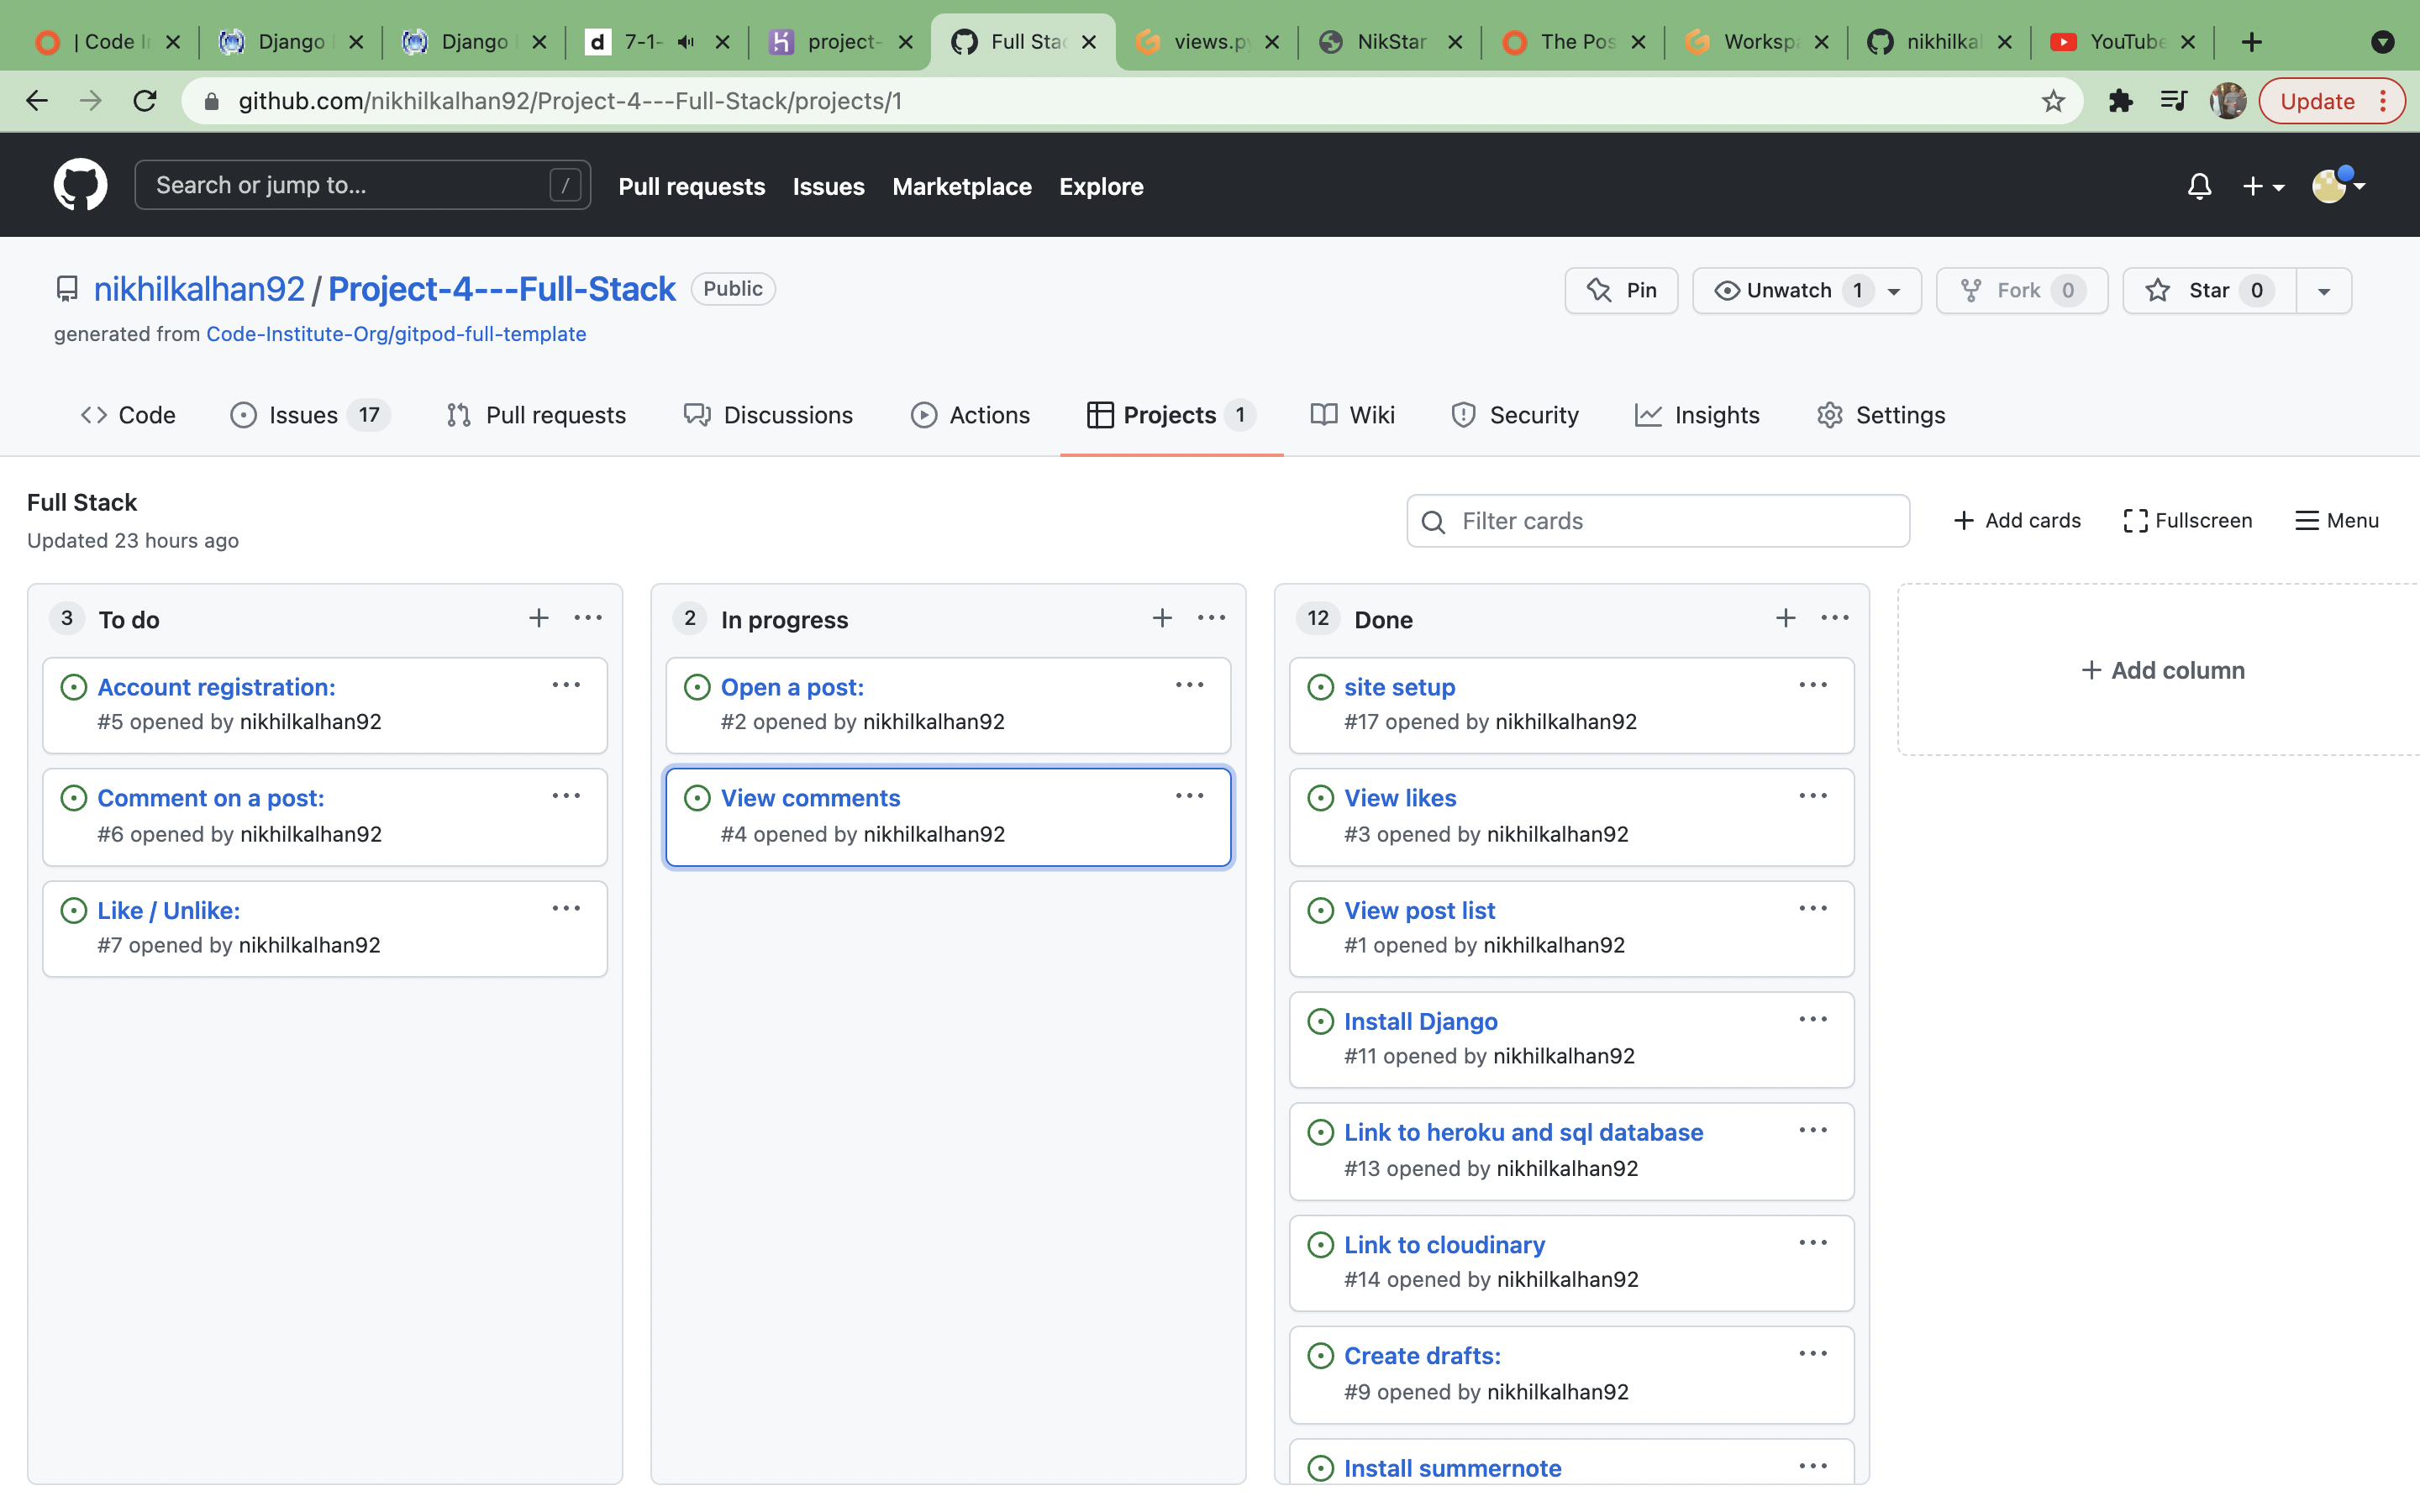 | Code I
Django
Django
d 7-1-
project-
Full Stac
views.py
NikStar
The Pos
Workspa
nikhilkal
YouTube
github.com/nikhilkalhan92/Project-4---Full-Stack/projects/1
Update
Search or jump to... /
Pull requests Issues Marketplace Explore
nikhilkalhan92 / Project-4---Full-Stack Public
Pin Unwatch 1 Fork 0 Star 0
generated from Code-Institute-Org/gitpod-full-template
Code Issues 17 Pull requests Discussions Actions Projects 1 Wiki Security Insights Settings
Full Stack
Updated 23 hours ago
Filter cards
Add cards Fullscreen Menu
3 To do
Account registration:
#5 opened by nikhilkalhan92
Comment on a post:
#6 opened by nikhilkalhan92
Like / Unlike:
#7 opened by nikhilkalhan92
2 In progress
Open a post:
#2 opened by nikhilkalhan92
View comments
#4 opened by nikhilkalhan92
12 Done
site setup
#17 opened by nikhilkalhan92
View likes
#3 opened by nikhilkalhan92
View post list
#1 opened by nikhilkalhan92
Install Django
#11 opened by nikhilkalhan92
Link to heroku and sql database
#13 opened by nikhilkalhan92
Link to cloudinary
#14 opened by nikhilkalhan92
Create drafts:
#9 opened by nikhilkalhan92
Install summernote
+ Add column